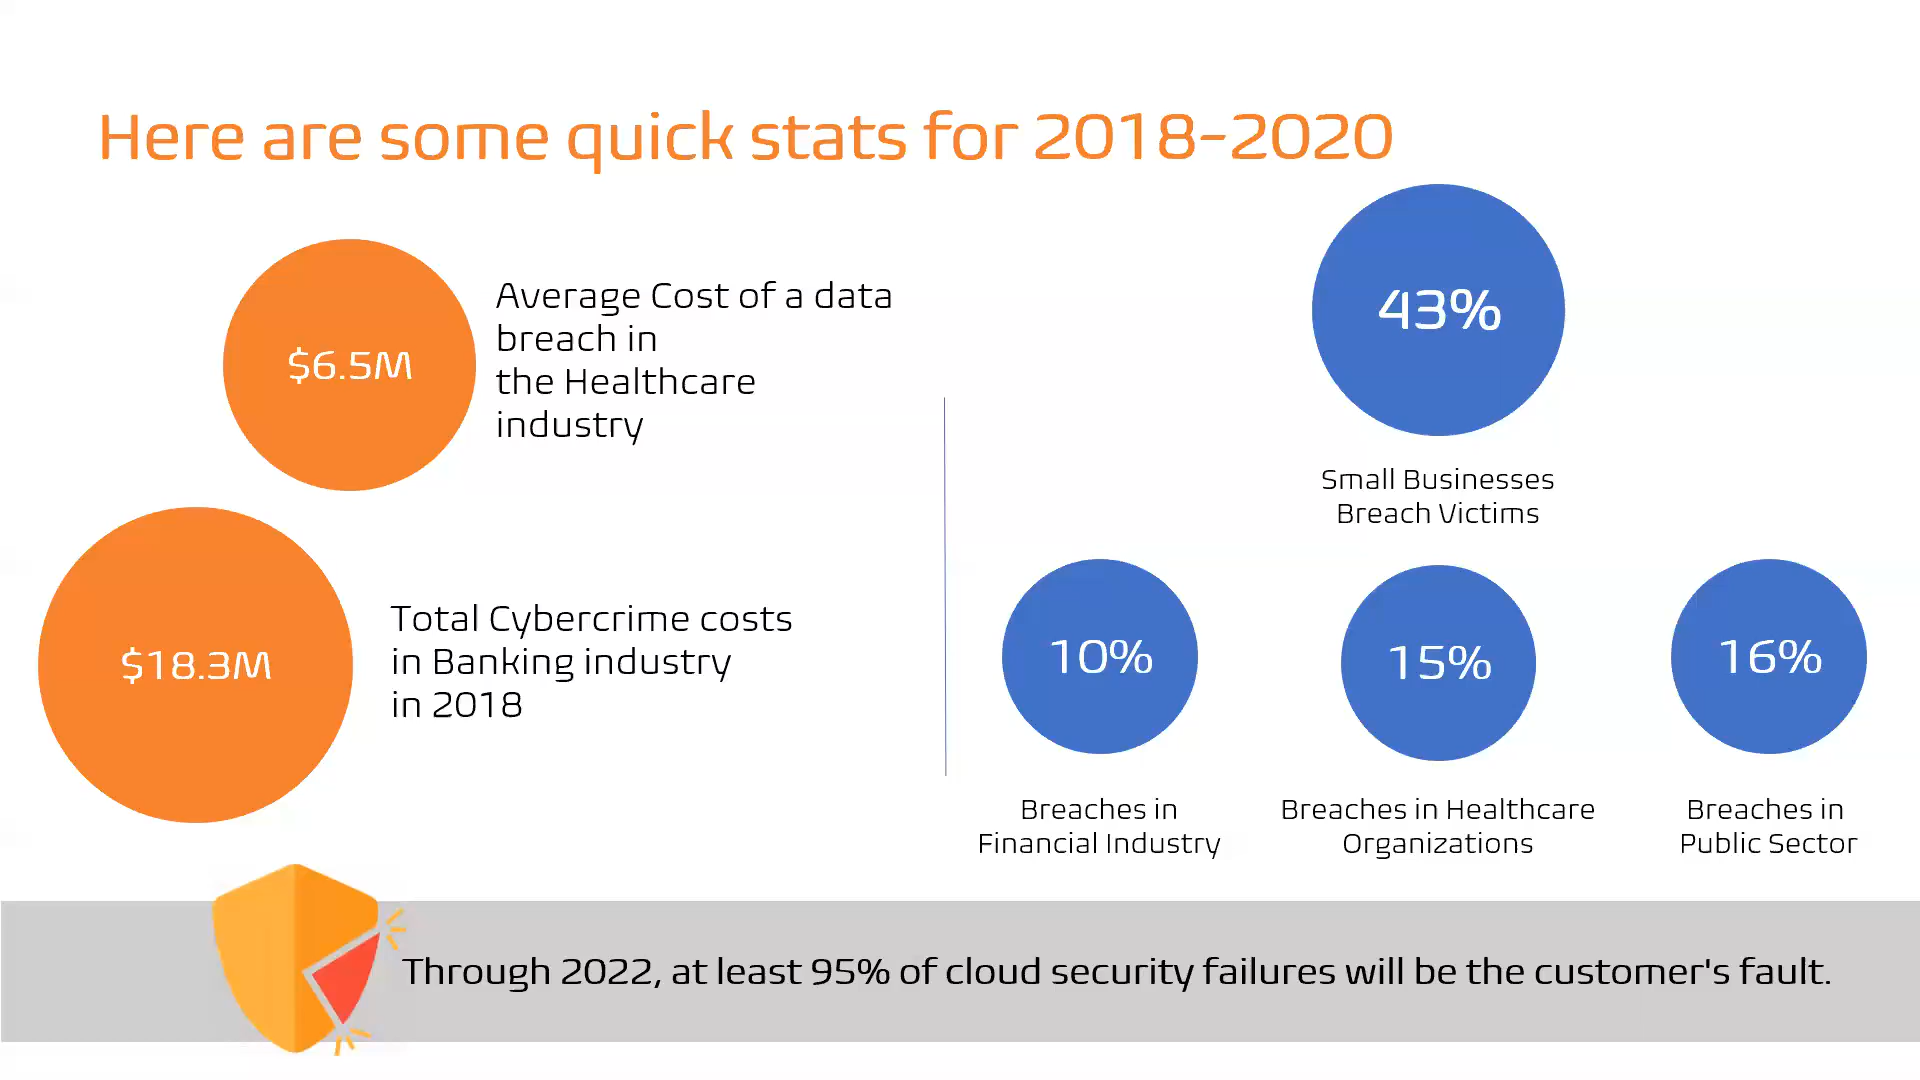 Here are some quick stats for 2018-2020
$6.5M
Average Cost of a data
breach in
the Healthcare
industry
$18.3M
Total Cybercrime costs
in Banking industry
in 2018
43%
Small Businesses
Breach Victims
10%
Breaches in
Financial Industry
15%
Breaches in Healthcare
Organizations
16%
Breaches in
Public Sector
Through 2022, at least 95% of cloud security failures will be the customer's fault.